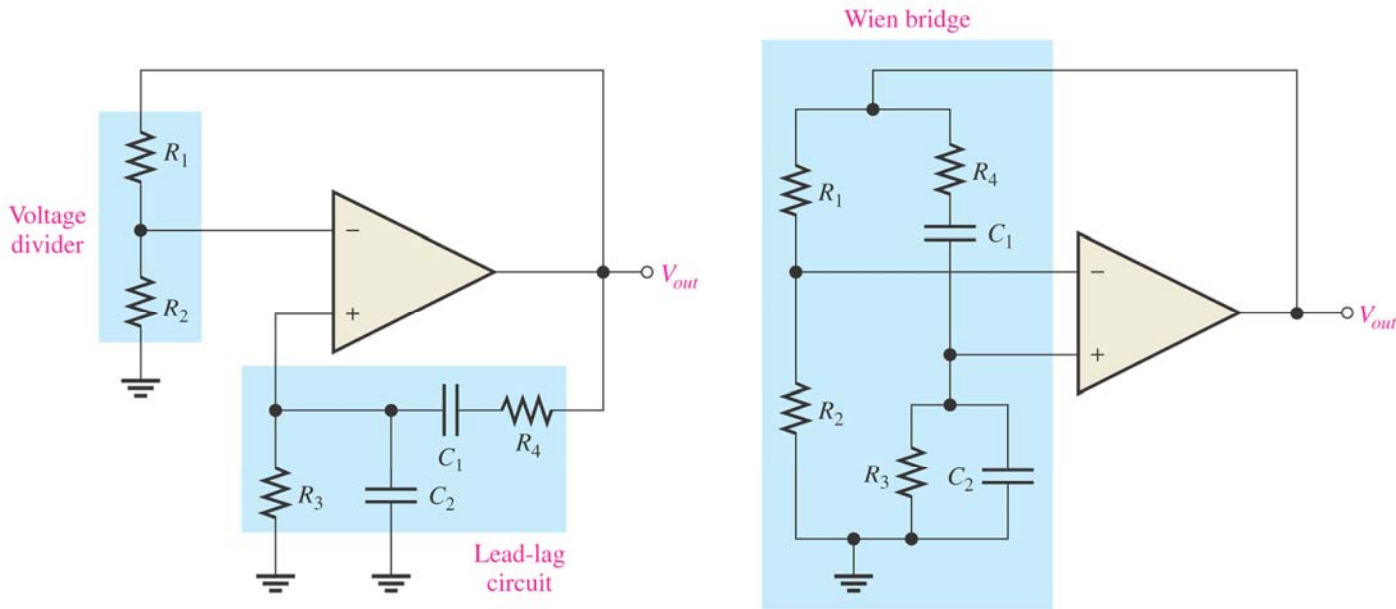 Wien bridge
R1
Voltage
divider
R2
−
+
Vout
R3
C2
C1
R4
Lead-lag
circuit
R1
R4
C1
R2
R3
C2
−
+
Vout